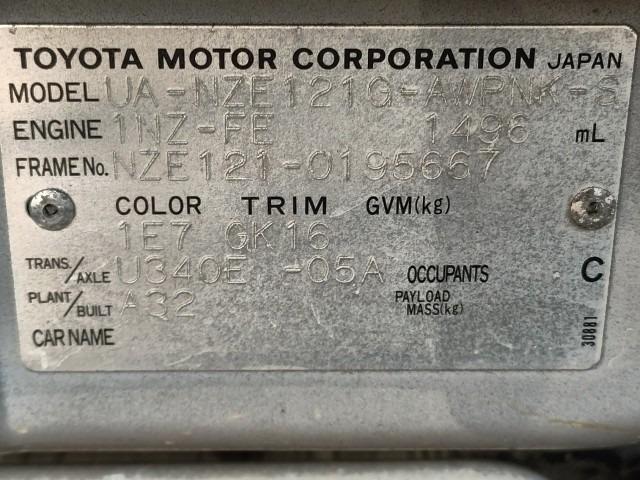 TOYOTA MOTOR CORPORATION JAPAN
MODEL UA-NZE121G-AWPNK-S
ENGINE 1NZ-FE 1496 mL
FRAME No. NZE121-0195667
COLOR TRIM GVM(kg)
1E7 GK16
TRANS./AXLE U340E -05A OCCUPANTS C
PLANT/BUILT A32 PAYLOAD MASS(kg)
CAR NAME
30881